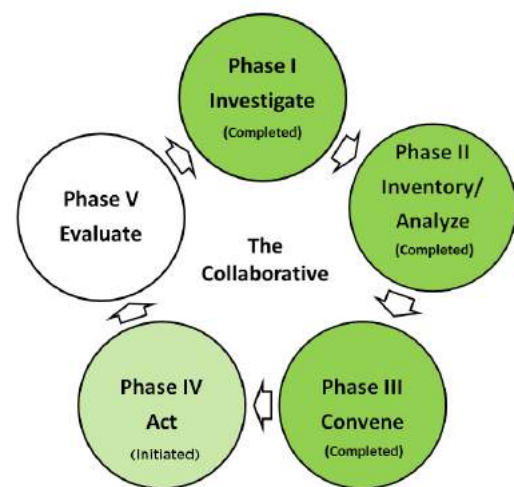 Phase I
Investigate
(Completed)
Phase II
Inventory/
Analyze
(Completed)
Phase III
Convene
(Completed)
Phase IV
Act
(Initiated)
Phase V
Evaluate
The
Collaborative